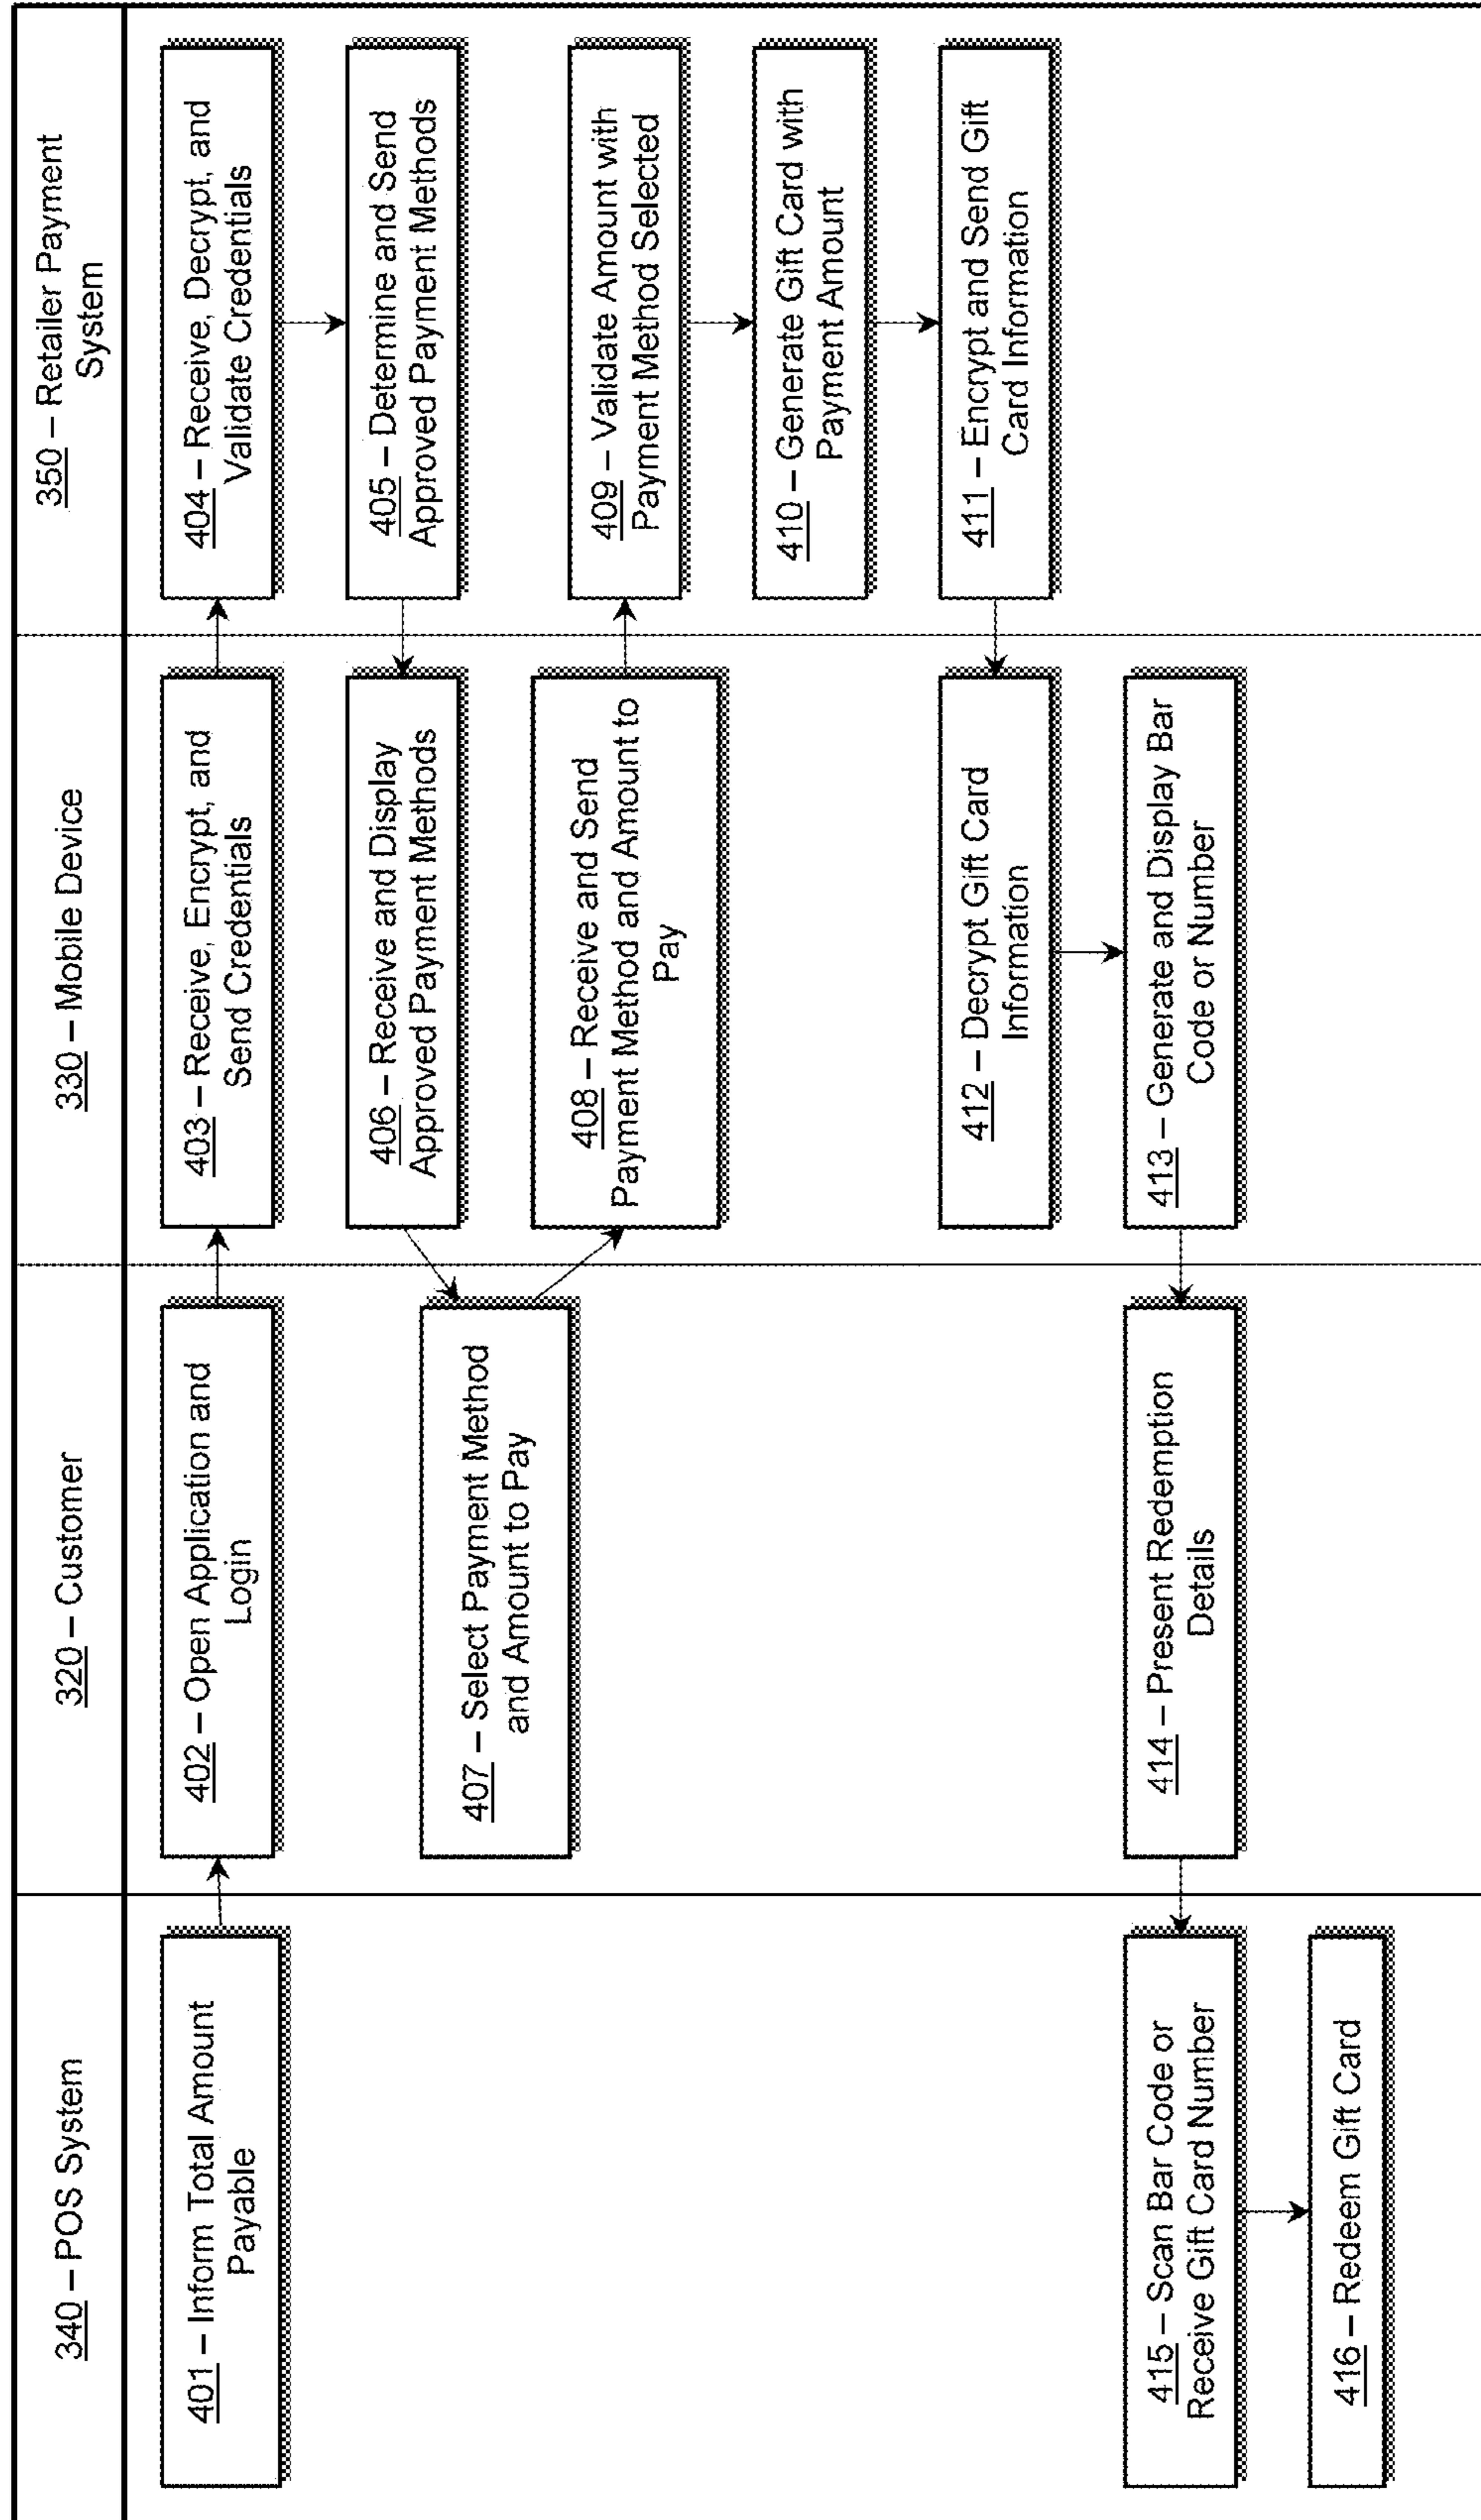 340 – POS System
320 – Customer
330 – Mobile Device
350 – Retailer Payment
System
401 – Inform Total Amount
Payable
402 – Open Application and
Login
403 – Receive, Encrypt, and
Send Credentials
404 – Receive, Decrypt, and
Validate Credentials
405 – Determine and Send
Approved Payment Methods
406 – Receive and Display
Approved Payment Methods
407 – Select Payment Method
and Amount to Pay
408 – Receive and Send
Payment Method and Amount to
Pay
409 – Validate Amount with
Payment Method Selected
410 – Generate Gift Card with
Payment Amount
411 – Encrypt and Send Gift
Card Information
412 – Decrypt Gift Card
Information
413 – Generate and Display Bar
Code or Number
414 – Present Redemption
Details
415 – Scan Bar Code or
Receive Gift Card Number
416 – Redeem Gift Card